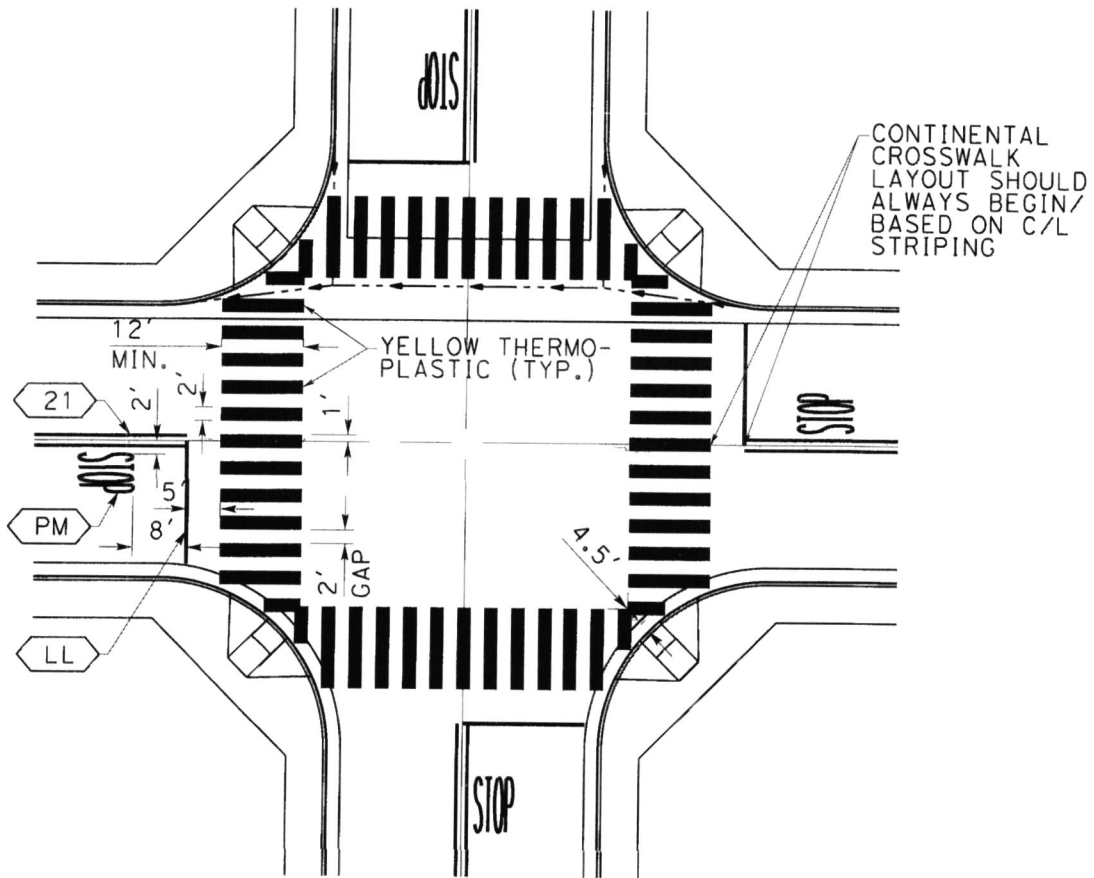 STOP
CONTINENTAL
CROSSWALK
LAYOUT SHOULD
ALWAYS BEGIN/
BASED ON C/L
STRIPING
12'
MIN.
YELLOW THERMO-
PLASTIC (TYP.)
2'
2'
1'
21
STOP
STOP
PM
5'
8'
2'
GAP
4.5'
LL
STOP